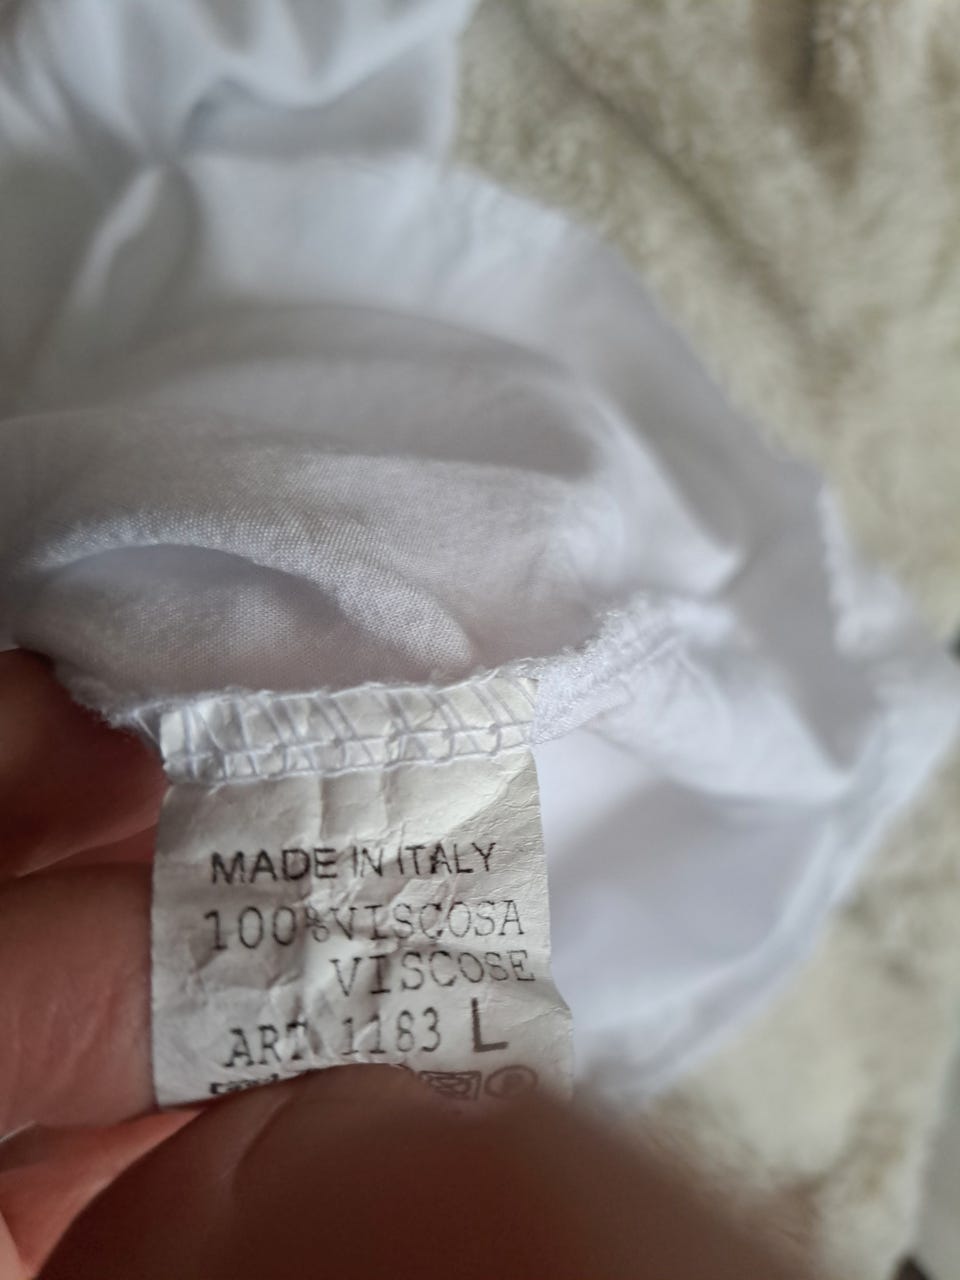 MADE IN ITALY
100%VISCOSA
VISCOSE
ART 1183 L